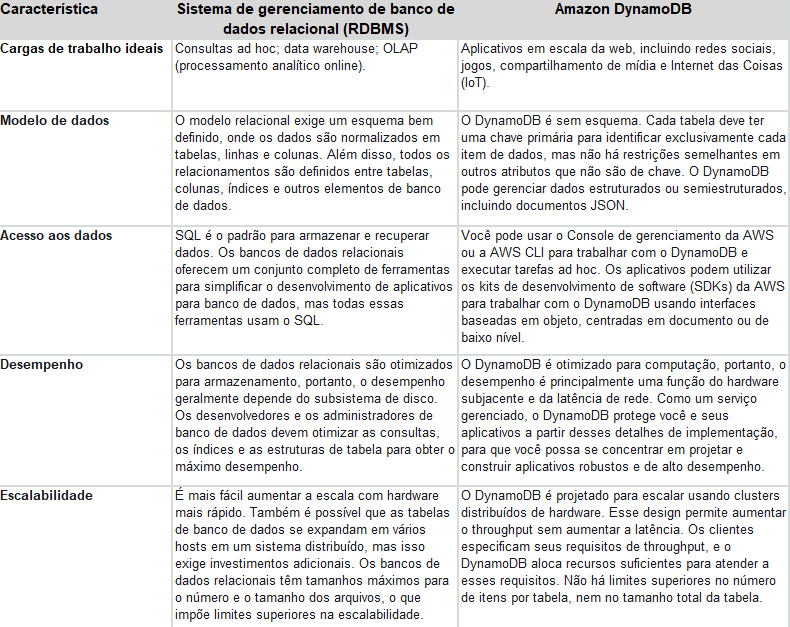 Característica
Sistema de gerenciamento de banco de
dados relacional (RDBMS)
Amazon DynamoDB
Cargas de trabalho ideais
Consultas ad hoc; data warehouse; OLAP
(processamento analítico online).
Aplicativos em escala da web, incluindo redes sociais,
jogos, compartilhamento de mídia e Internet das Coisas
(IoT).
Modelo de dados
O modelo relacional exige um esquema bem
definido, onde os dados são normalizados em
tabelas, linhas e colunas. Além disso, todos os
relacionamentos são definidos entre tabelas,
colunas, índices e outros elementos de banco
de dados.
O DynamoDB é sem esquema. Cada tabela deve ter
uma chave primária para identificar exclusivamente cada
item de dados, mas não há restrições semelhantes em
outros atributos que não são de chave. O DynamoDB
pode gerenciar dados estruturados ou semiestruturados,
incluindo documentos JSON.
Acesso aos dados
SQL é o padrão para armazenar e recuperar
dados. Os bancos de dados relacionais
oferecem um conjunto completo de ferramentas
para simplificar o desenvolvimento de aplicativos
para banco de dados, mas todas essas
ferramentas usam o SQL.
Você pode usar o Console de gerenciamento da AWS
ou a AWS CLI para trabalhar com o DynamoDB e
executar tarefas ad hoc. Os aplicativos podem utilizar
os kits de desenvolvimento de software (SDKs) da AWS
para trabalhar com o DynamoDB usando interfaces
baseadas em objeto, centradas em documento ou de
baixo nível.
Desempenho
Os bancos de dados relacionais são otimizados
para armazenamento, portanto, o desempenho
geralmente depende do subsistema de disco.
Os desenvolvedores e os administradores de
banco de dados devem otimizar as consultas,
os índices e as estruturas de tabela para obter o
máximo desempenho.
O DynamoDB é otimizado para computação, portanto, o
desempenho é principalmente uma função do hardware
subjacente e da latência de rede. Como um serviço
gerenciado, o DynamoDB protege você e seus
aplicativos a partir desses detalhes de implementação,
para que você possa se concentrar em projetar e
construir aplicativos robustos e de alto desempenho.
Escalabilidade
É mais fácil aumentar a escala com hardware
mais rápido. Também é possível que as tabelas
de banco de dados se expandam em vários
hosts em um sistema distribuído, mas isso
exige investimentos adicionais. Os bancos de
dados relacionais têm tamanhos máximos para
o número e o tamanho dos arquivos, o que
impõe limites superiores na escalabilidade.
O DynamoDB é projetado para escalar usando clusters
distribuídos de hardware. Esse design permite aumentar
o throughput sem aumentar a latência. Os clientes
especificam seus requisitos de throughput, e o
DynamoDB aloca recursos suficientes para atender a
esses requisitos. Não há limites superiores no número
de itens por tabela, nem no tamanho total da tabela.